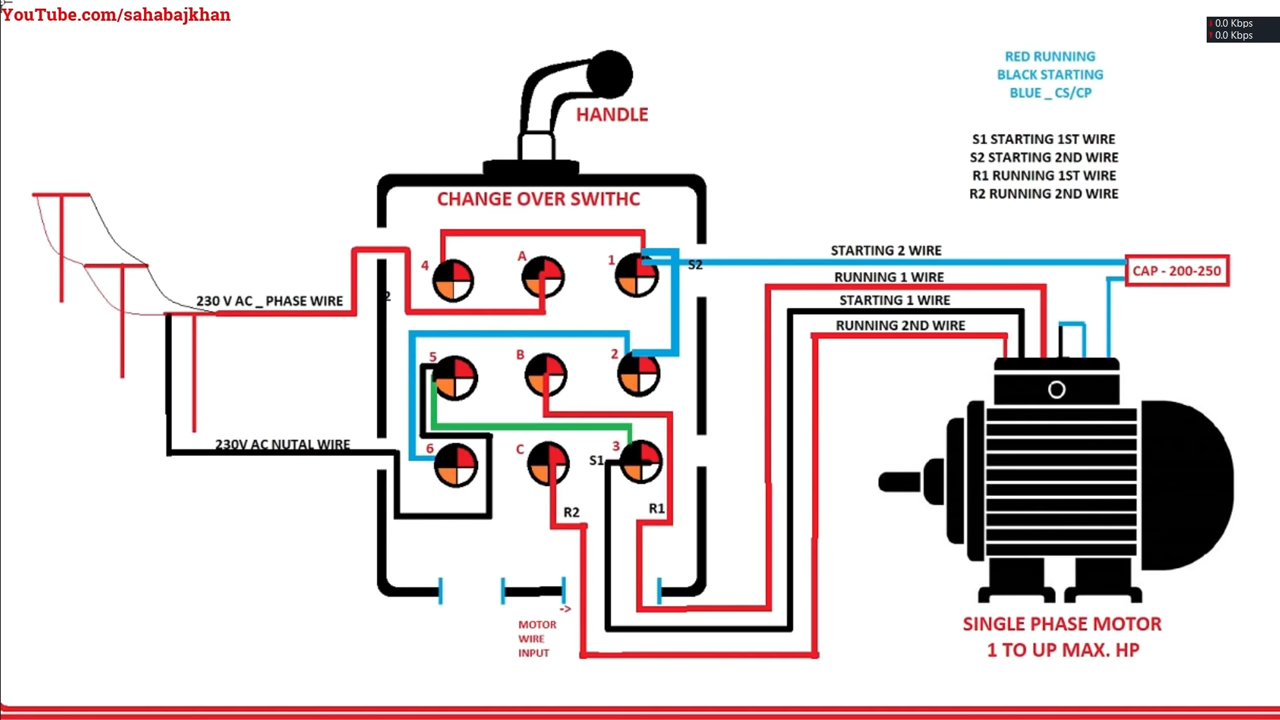 YouTube.com/sahabajkhan
0.0 Kbps
0.0 Kbps
RED RUNNING
BLACK STARTING
BLUE _ CS/CP
HANDLE
S1 STARTING 1ST WIRE
S2 STARTING 2ND WIRE
R1 RUNNING 1ST WIRE
R2 RUNNING 2ND WIRE
CHANGE OVER SWITHC
4
A
1
S2
STARTING 2 WIRE
CAP - 200-250
RUNNING 1 WIRE
230 V AC _ PHASE WIRE
2
STARTING 1 WIRE
RUNNING 2ND WIRE
5
B
2
230V AC NUTAL WIRE
6
C
S1
3
R2
R1
->
MOTOR
WIRE
INPUT
SINGLE PHASE MOTOR
1 TO UP MAX. HP